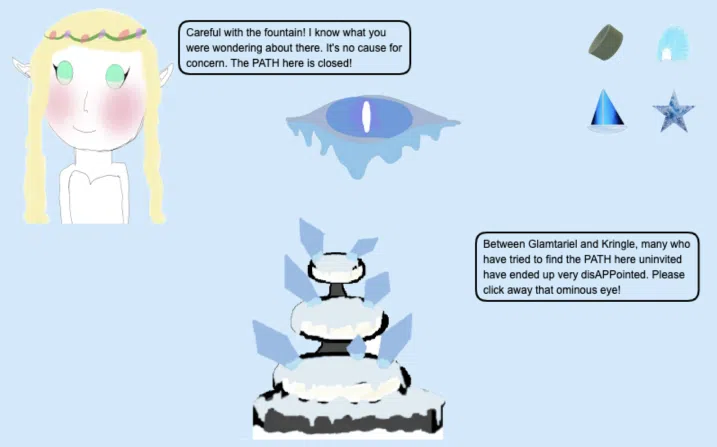 Careful with the fountain! I know what you
were wondering about there. It's no cause for
concern. The PATH here is closed!
Between Glamtariel and Kringle, many who
have tried to find the PATH here uninvited
have ended up very disAPPointed. Please
click away that ominous eye!